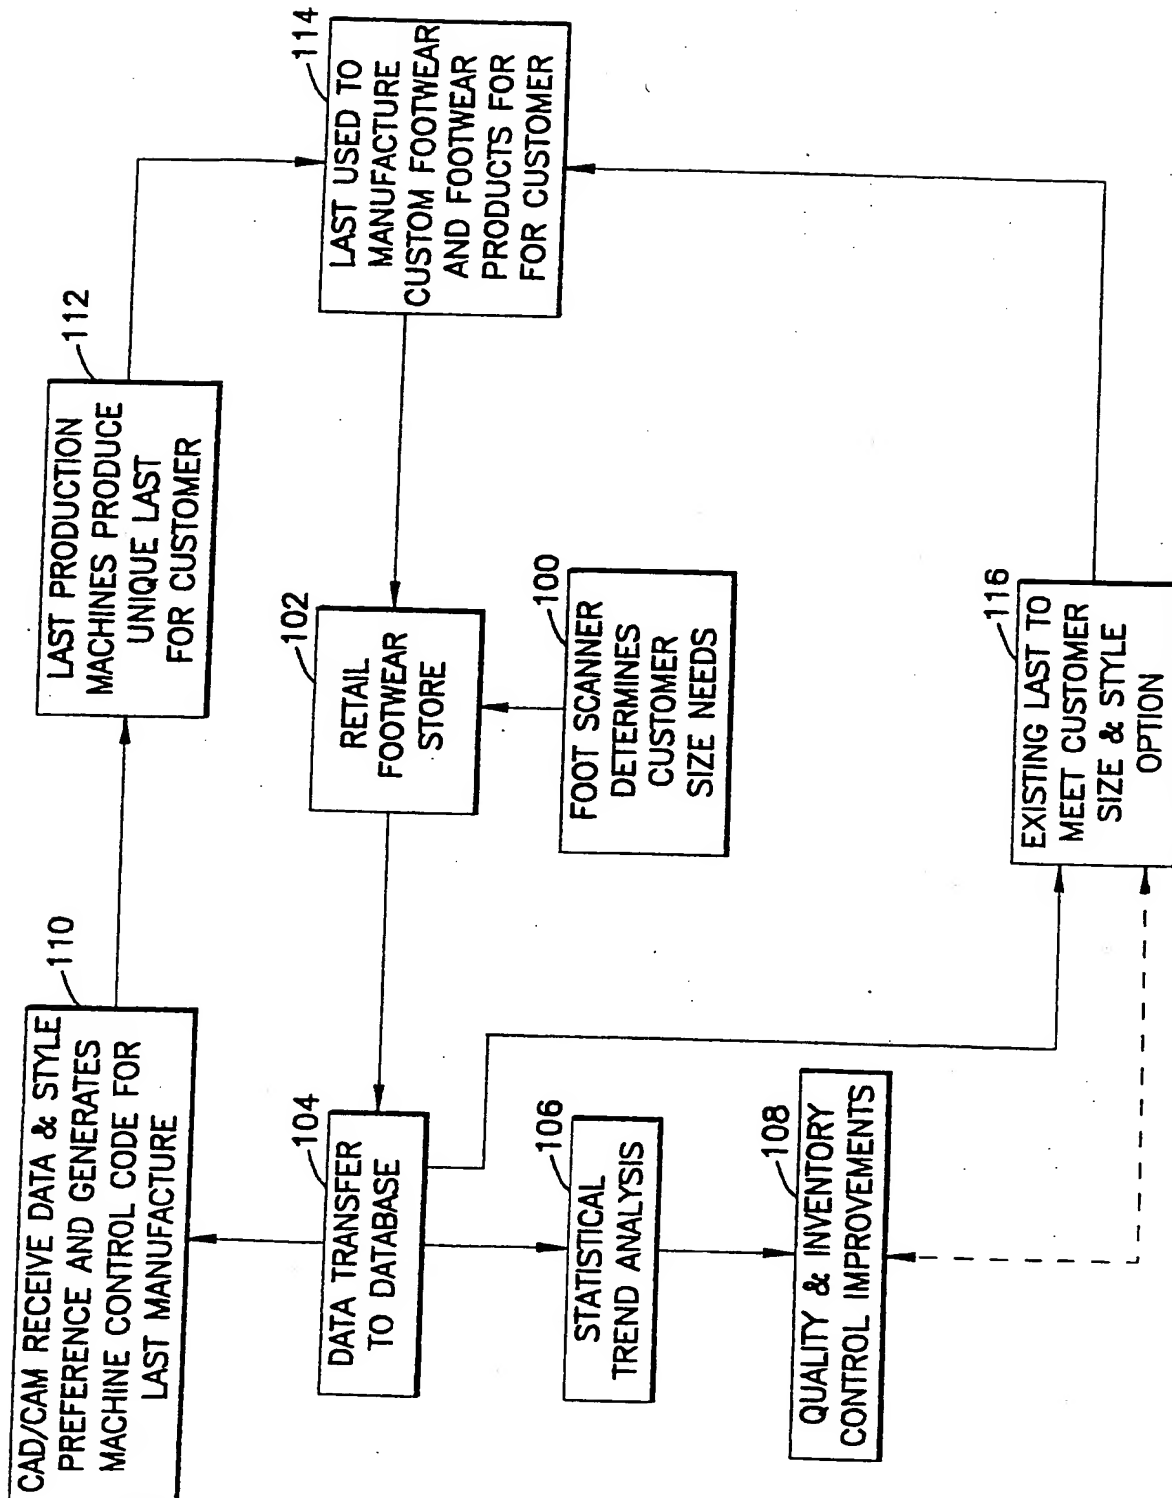 CAD/CAM RECEIVE DATA & STYLE
PREFERENCE AND GENERATES
MACHINE CONTROL CODE FOR
LAST MANUFACTURE
110
LAST PRODUCTION
MACHINES PRODUCE
UNIQUE LAST
FOR CUSTOMER
112
LAST USED TO
MANUFACTURE
CUSTOM FOOTWEAR
AND FOOTWEAR
PRODUCTS FOR
FOR CUSTOMER
114
DATA TRANSFER
TO DATABASE
104
RETAIL
FOOTWEAR
STORE
102
STATISTICAL
TREND ANALYSIS
106
FOOT SCANNER
DETERMINES
CUSTOMER
SIZE NEEDS
100
QUALITY & INVENTORY
CONTROL IMPROVEMENTS
108
EXISTING LAST TO
MEET CUSTOMER
SIZE & STYLE
OPTION
116